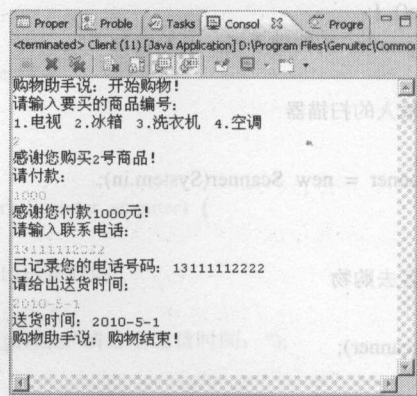 Proper Proble Tasks Consol Progre
<terminated> Client (11) [Java Application] D:\Program Files\Genuitec\Commo
购物助手说：开始购物！
请输入要买的商品编号：
1.电视 2.冰箱 3.洗衣机 4.空调
2
感谢您购买2号商品！
请付款：
1000
感谢您付款1000元！
请输入联系电话：
13111112222
已记录您的电话号码：13111112222
请给出送货时间：
2010-5-1
送货时间：2010-5-1
购物助手说：购物结束！